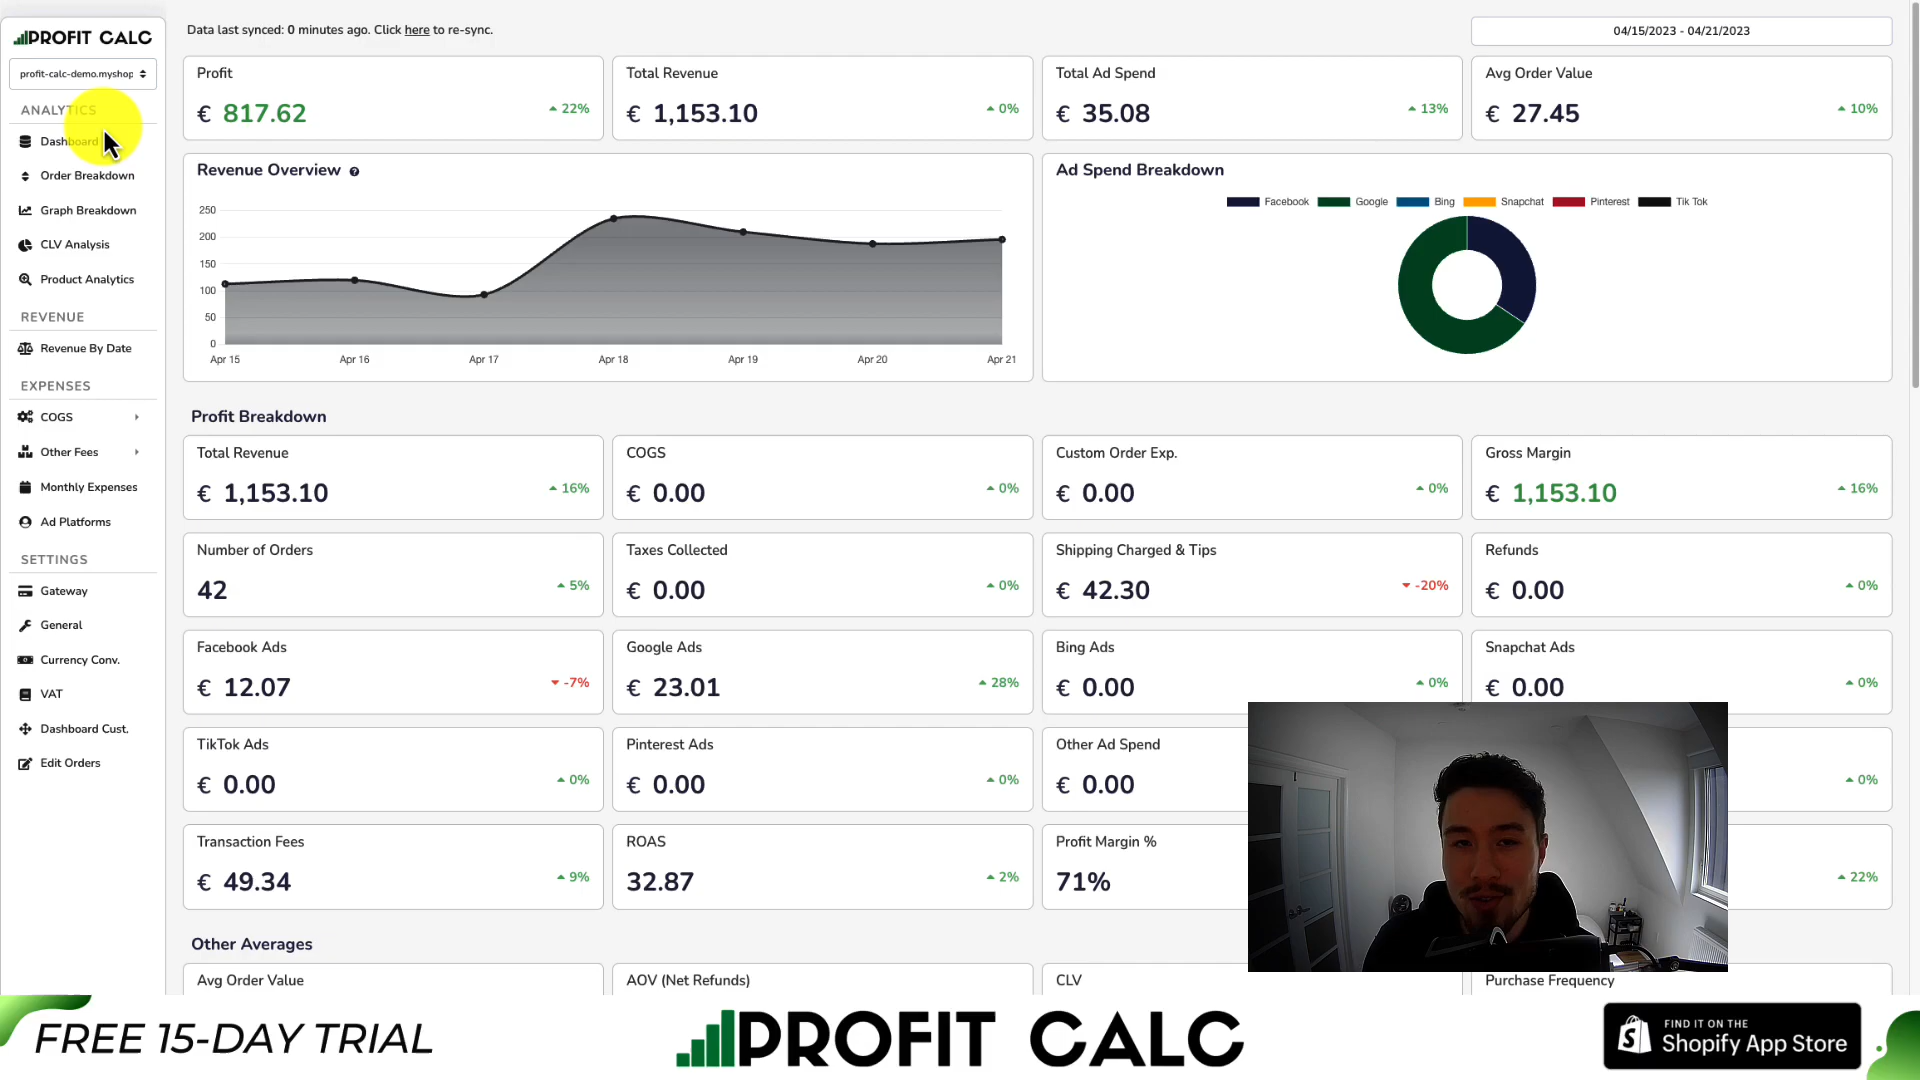 PROFIT CALC
profit-calc-demo.myshop
ANALYTICS
Dashboard
Order Breakdown
Graph Breakdown
CLV Analysis
Product Analytics
REVENUE
Revenue By Date
EXPENSES
COGS
Other Fees
Monthly Expenses
Ad Platforms
SETTINGS
Gateway
General
Currency Conv.
VAT
Dashboard Cust.
Edit Orders
Data last synced: 0 minutes ago. Click here to re-sync.
04/15/2023 - 04/21/2023
Profit
€ 817.62 22%
Total Revenue
€ 1,153.10 0%
Total Ad Spend
€ 35.08 13%
Avg Order Value
€ 27.45 10%
Revenue Overview
250
200
150
100
50
0
Apr 15 Apr 16 Apr 17 Apr 18 Apr 19 Apr 20 Apr 21
Ad Spend Breakdown
Facebook Google Bing Snapchat Pinterest Tik Tok
Profit Breakdown
Total Revenue
€ 1,153.10 16%
COGS
€ 0.00 0%
Custom Order Exp.
€ 0.00 0%
Gross Margin
€ 1,153.10 16%
Number of Orders
42 5%
Taxes Collected
€ 0.00 0%
Shipping Charged & Tips
€ 42.30 -20%
Refunds
€ 0.00 0%
Facebook Ads
€ 12.07 -7%
Google Ads
€ 23.01 28%
Bing Ads
€ 0.00 0%
Snapchat Ads
€ 0.00 0%
TikTok Ads
€ 0.00 0%
Pinterest Ads
€ 0.00 0%
Other Ad Spend
€ 0.00
0%
Transaction Fees
€ 49.34 9%
ROAS
32.87 2%
Profit Margin %
71%
22%
Other Averages
Avg Order Value
AOV (Net Refunds)
CLV
Purchase Frequency
FREE 15-DAY TRIAL
PROFIT CALC
FIND IT ON THE
Shopify App Store